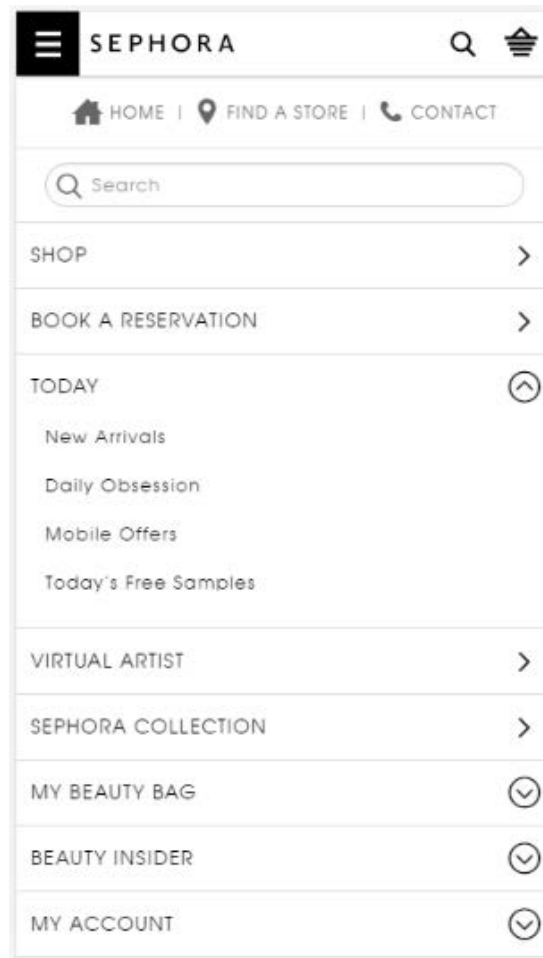 SEPHORA
HOME | FIND A STORE | CONTACT
Search
SHOP
BOOK A RESERVATION
TODAY
New Arrivals
Daily Obsession
Mobile Offers
Today's Free Samples
VIRTUAL ARTIST
SEPHORA COLLECTION
MY BEAUTY BAG
BEAUTY INSIDER
MY ACCOUNT